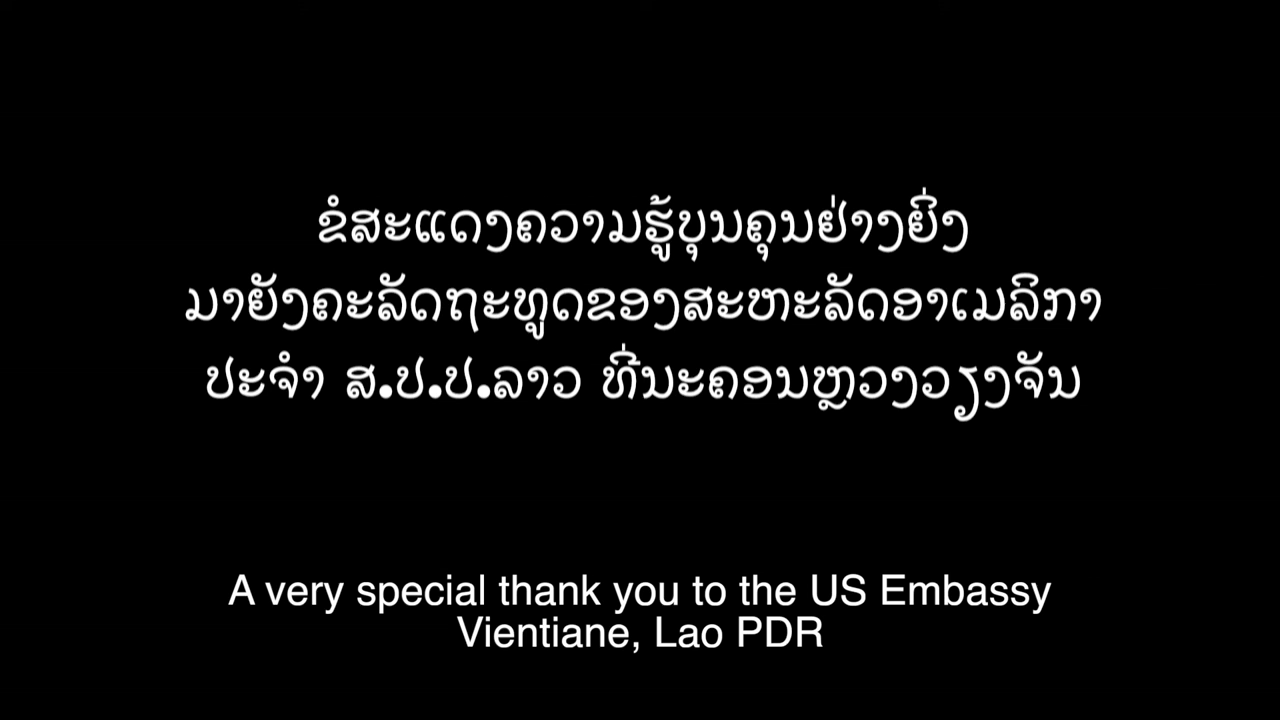 ຂໍສະແດງຄວາມຮູ້ບຸນຄຸນຢ່າງຍິ່ງ
ມາຍັງຄະລັດຖະທູດຂອງສະຫະລັດອາເມລິກາ
ປະຈຳ ສ.ປ.ປ.ລາວ ທີ່ນະຄອນຫຼວງວຽງຈັນ
A very special thank you to the US Embassy
Vientiane, Lao PDR